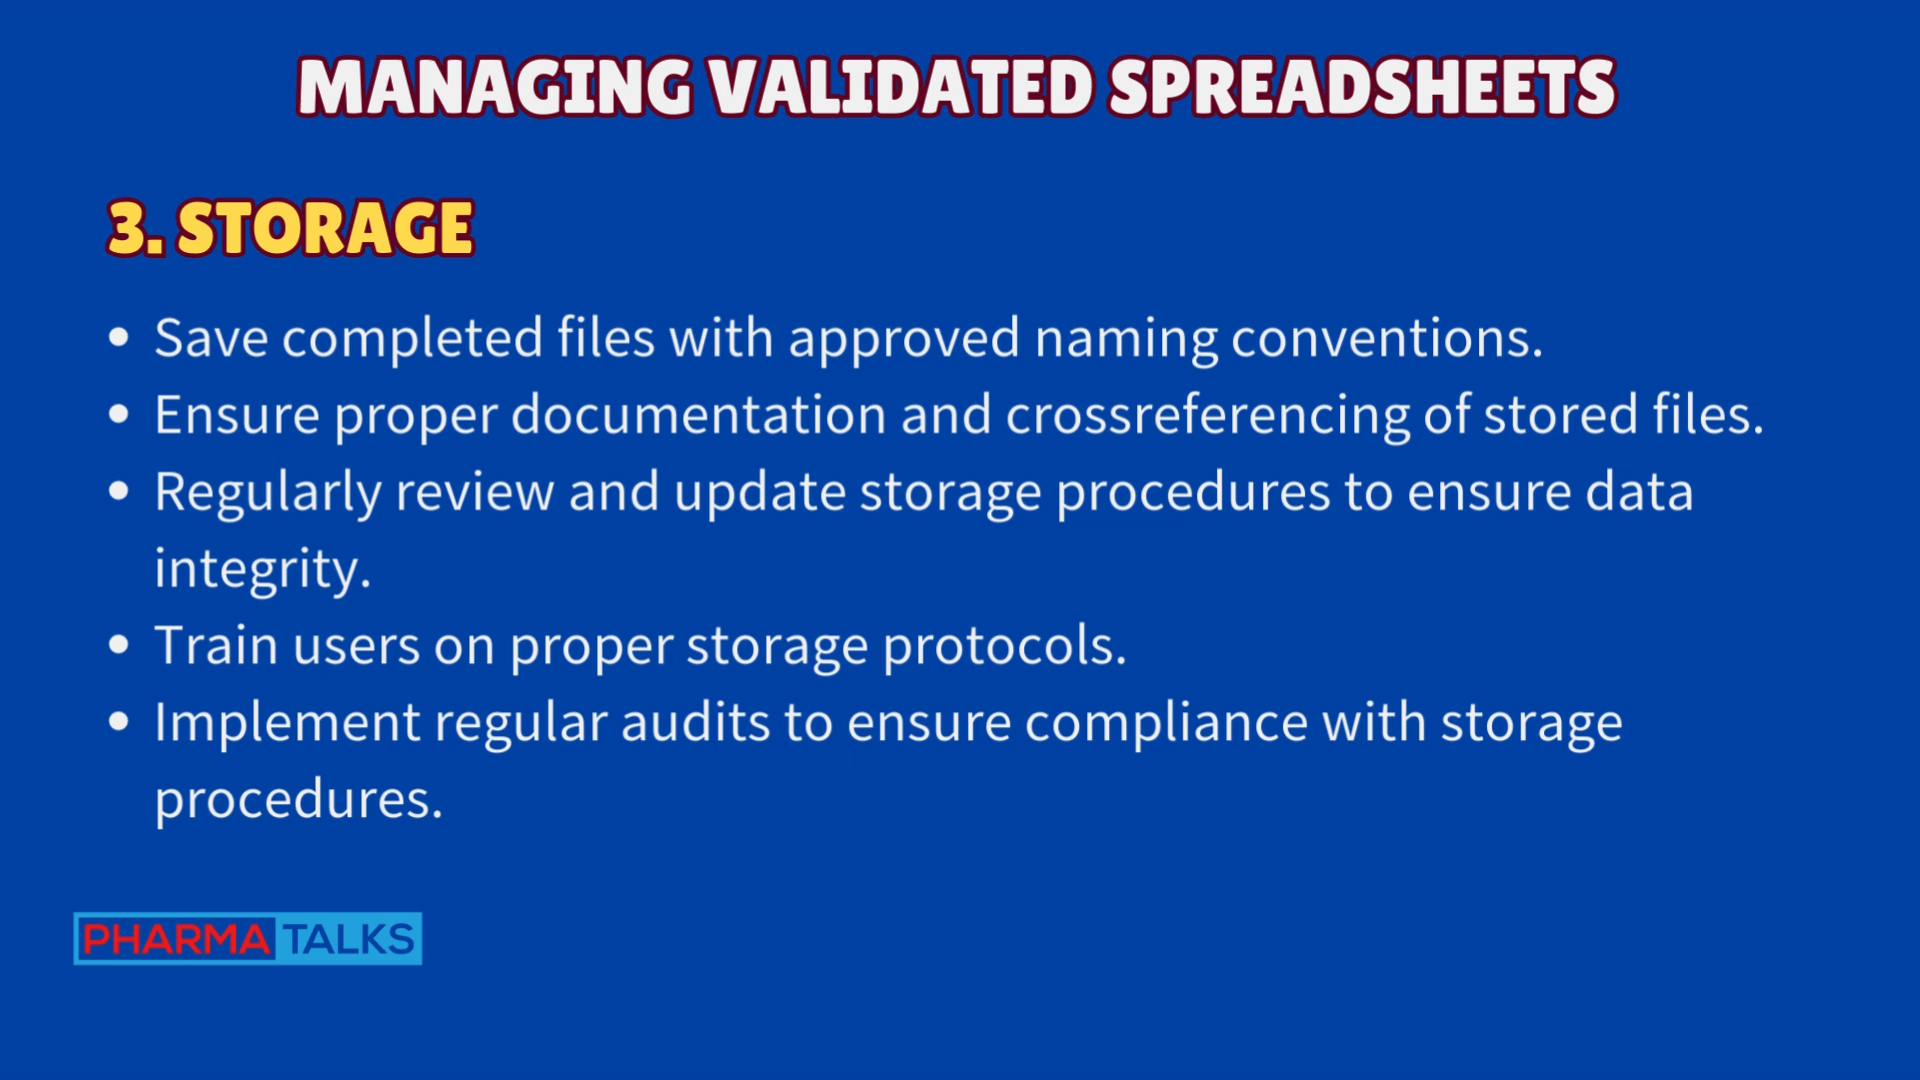 MANAGING VALIDATED SPREADSHEETS
3. STORAGE
• Save completed files with approved naming conventions.
• Ensure proper documentation and crossreferencing of stored files.
• Regularly review and update storage procedures to ensure data
integrity.
• Train users on proper storage protocols.
• Implement regular audits to ensure compliance with storage
procedures.
PHARMA TALKS